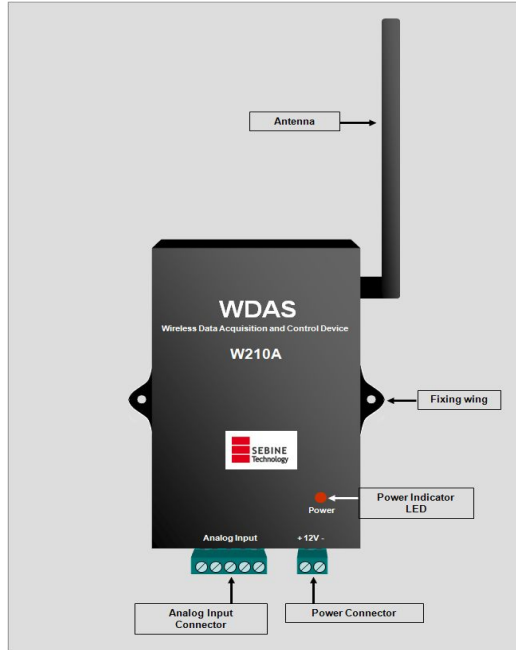 Antenna
WDAS
Wireless Data Acquisition and Control Device
W210A
Fixing wing
SEBINE
Technology
Power Indicator
LED
Power
Analog Input
+ 12V -
Analog Input
Connector
Power Connector